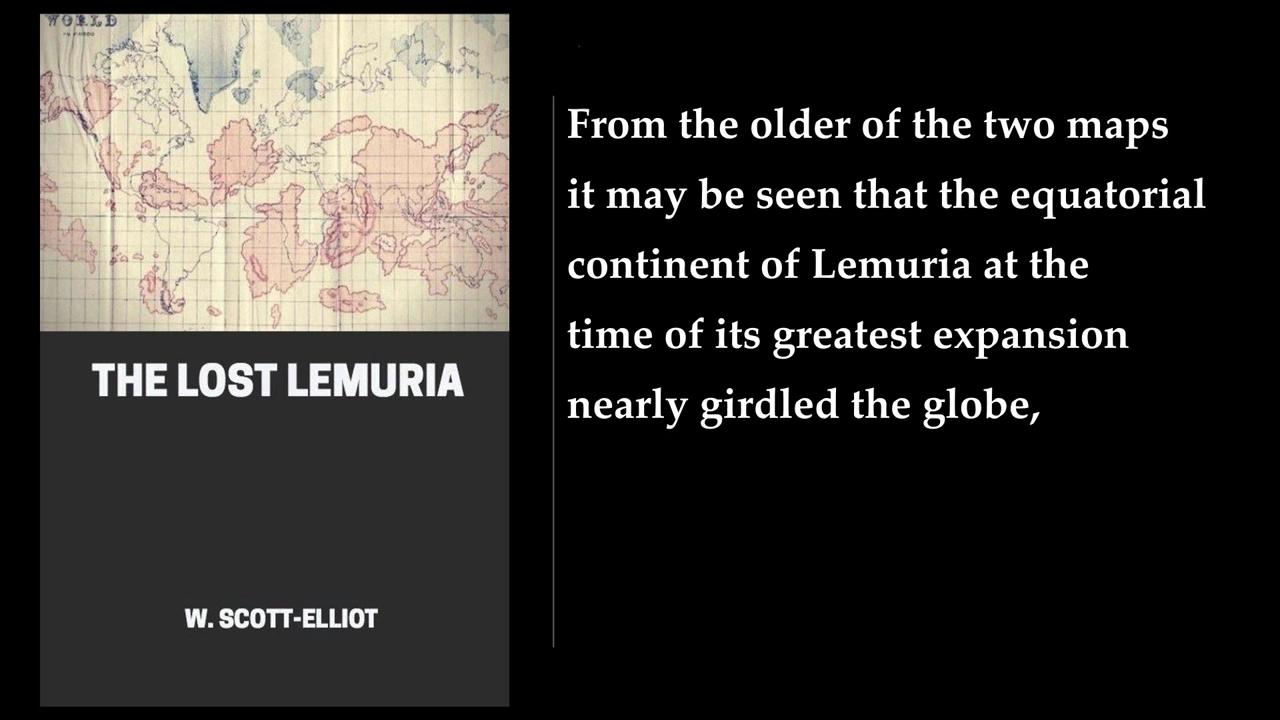 WORLD
THE LOST LEMURIA
W. SCOTT-ELLIOT
From the older of the two maps
it may be seen that the equatorial
continent of Lemuria at the
time of its greatest expansion
nearly girdled the globe,